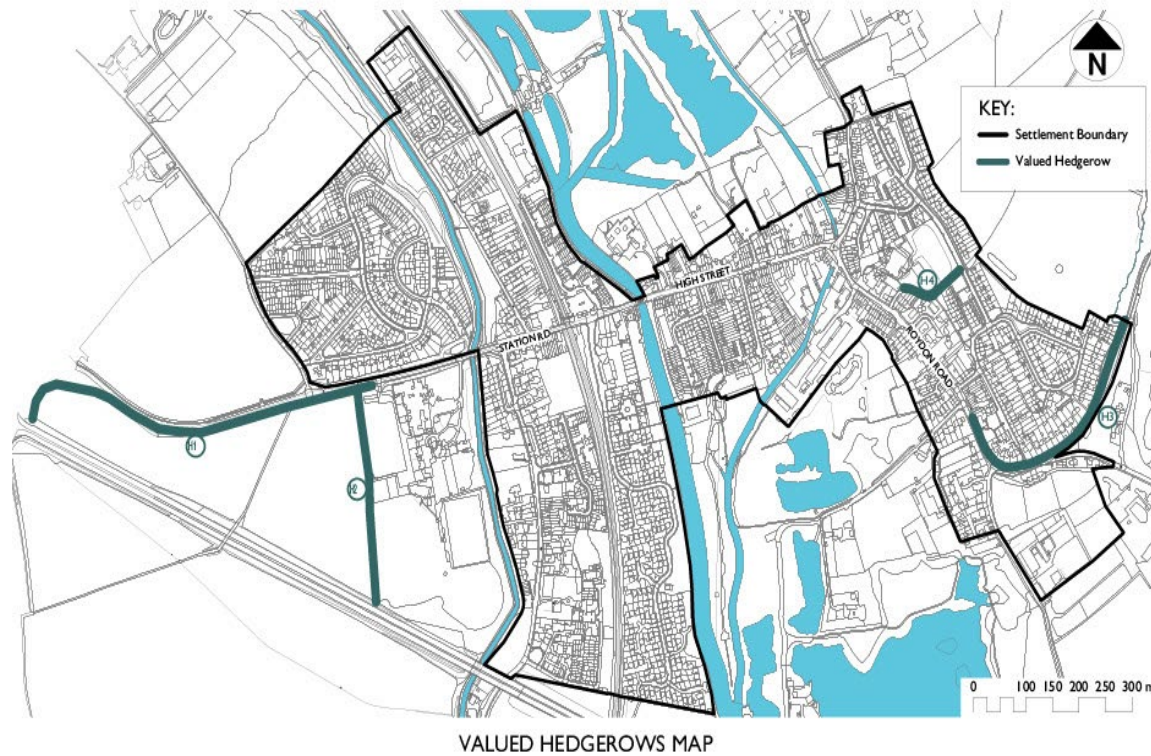 N
KEY:
Settlement Boundary
Valued Hedgerow
HIGH STREET
STATION RD
ROYDON ROAD
H4
H3
H1
H2
0 100 150 200 250 300 m
VALUED HEDGEROWS MAP